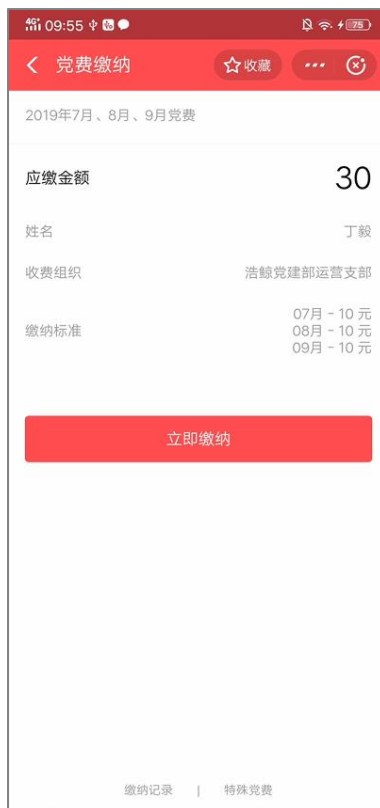 4G 09:55 75
党费缴纳 收藏
2019年7月、8月、9月党费
应缴金额 30
姓名 丁毅
收费组织 浩鲸党建部运营支部
07月 - 10 元
缴纳标准 08月 - 10 元
09月 - 10 元
立即缴纳
缴纳记录 | 特殊党费